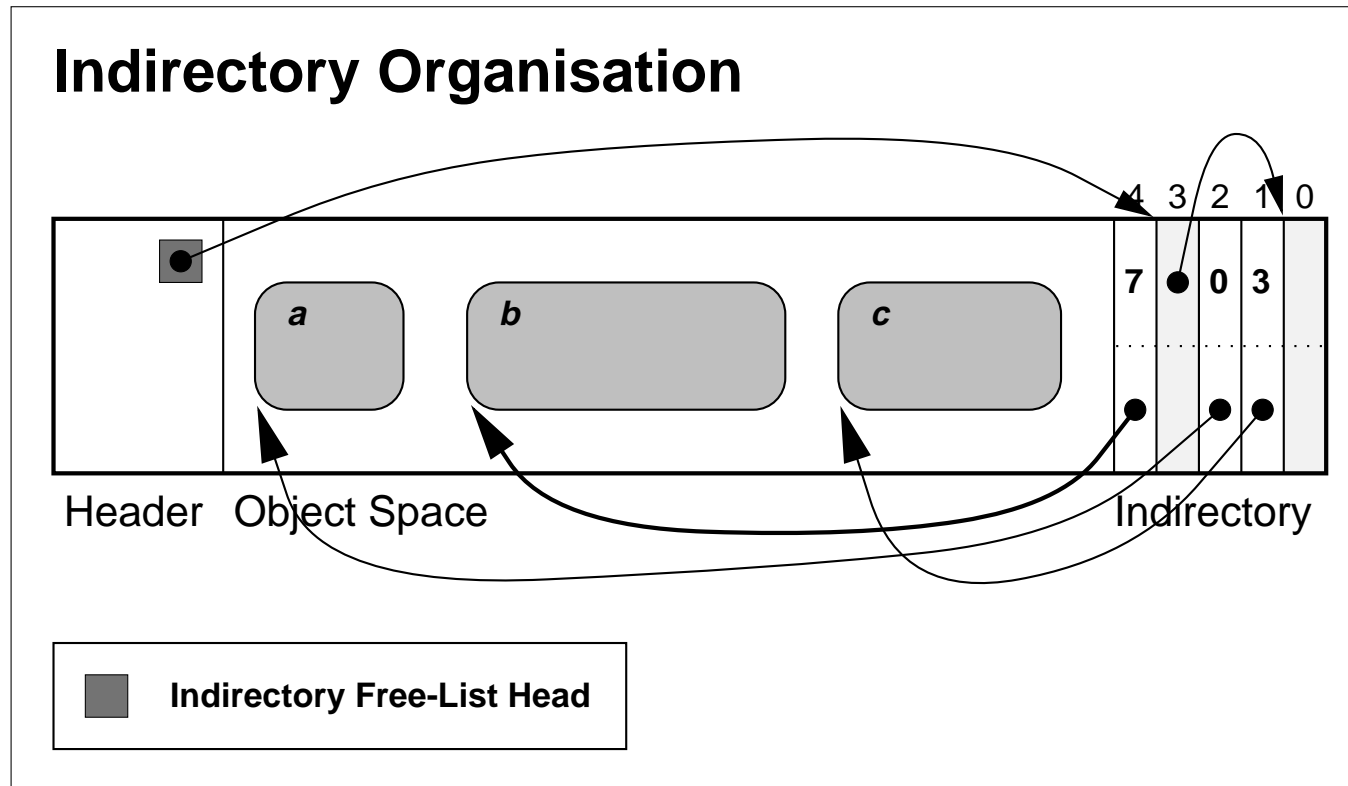 Indirectory Organisation
4 3 2 1 0
7 0 3
a b c
Header Object Space Indirectory
Indirectory Free-List Head